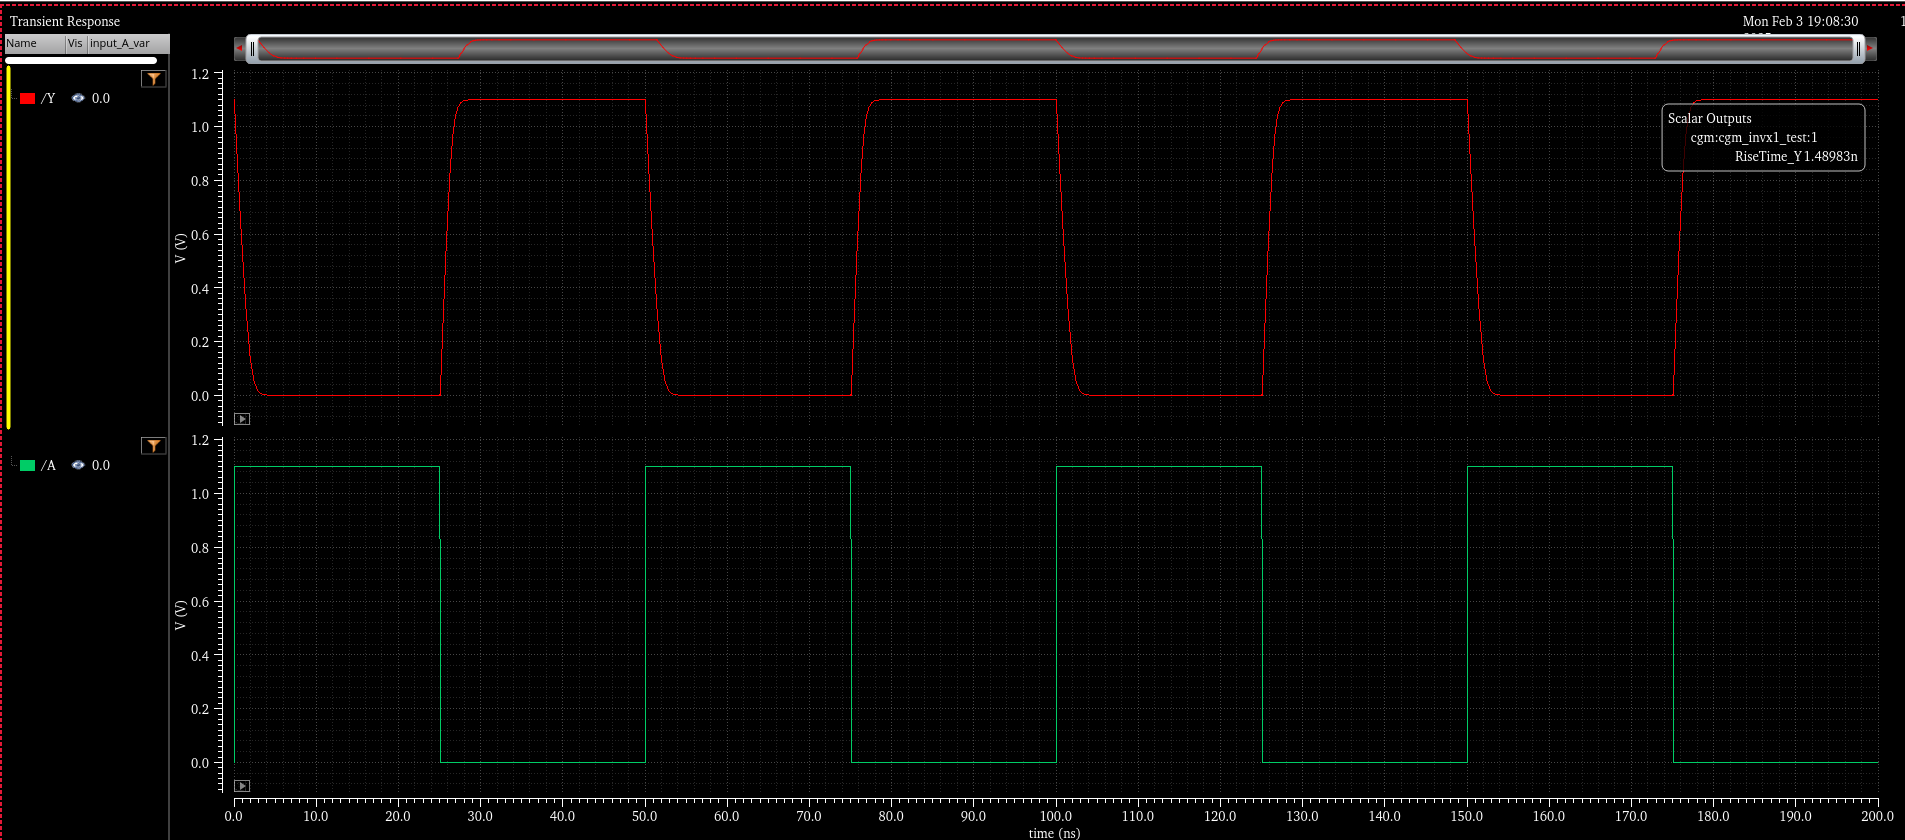 Transient Response
Mon Feb 3 19:08:30
Name Vis input_A_var
/Y 0.0
1.2
1.0
0.8
0.6
0.4
0.2
0.0
V (V)
Scalar Outputs
cgm:cgm_invx1_test:1
RiseTime_Y 1.48983n
/A 0.0
1.2
1.0
0.8
0.6
0.4
0.2
0.0
V (V)
0.0 10.0 20.0 30.0 40.0 50.0 60.0 70.0 80.0 90.0 100.0 110.0 120.0 130.0 140.0 150.0 160.0 170.0 180.0 190.0 200.0
time (ns)